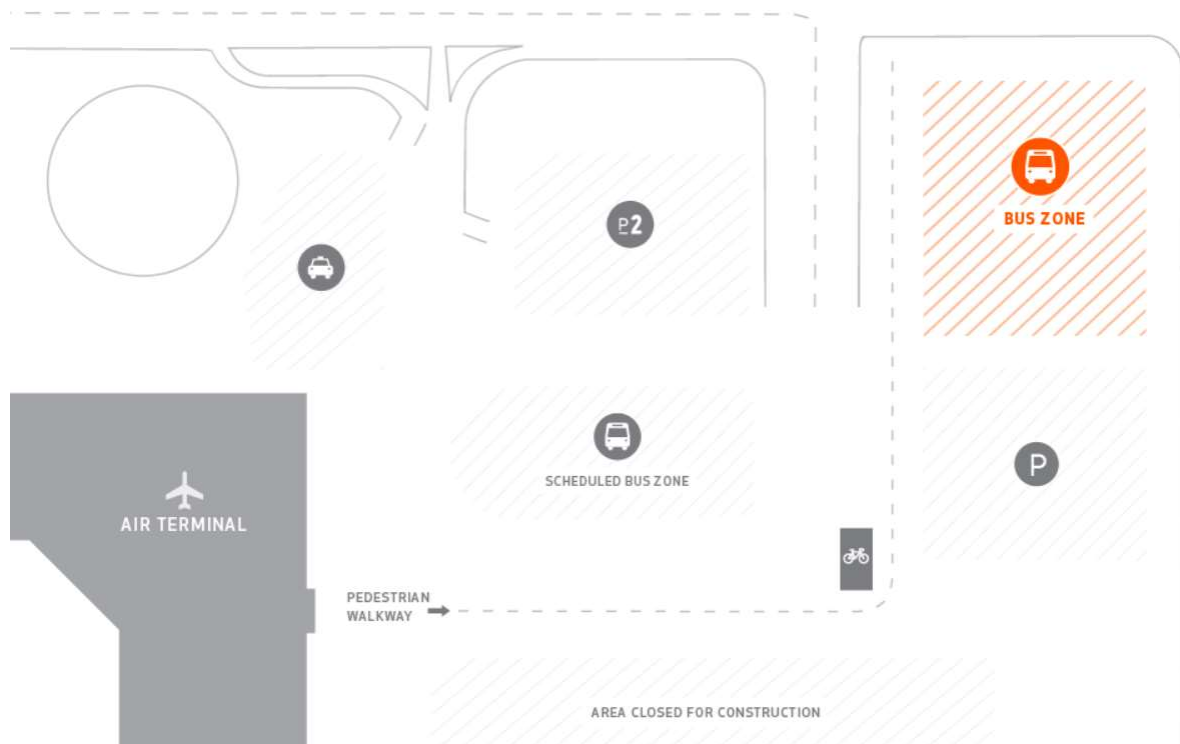 P2
BUS ZONE
SCHEDULED BUS ZONE
P
AIR TERMINAL
PEDESTRIAN
WALKWAY
AREA CLOSED FOR CONSTRUCTION